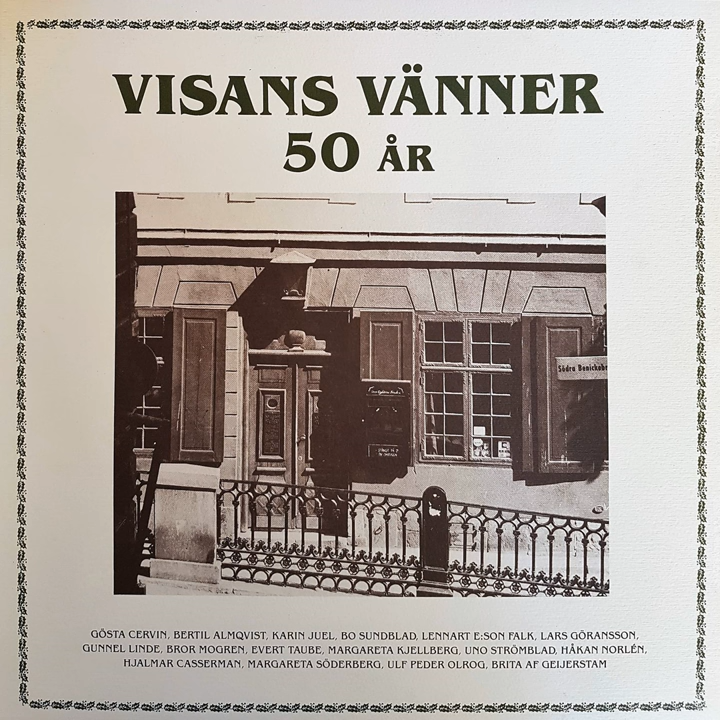 VISANS VÄNNER
50 ÅR
Södra Benickebr
GÖSTA CERVIN, BERTIL ALMQVIST, KARIN JUEL, BO SUNDBLAD, LENNART E:SON FALK, LARS GÖRANSSON,
GUNNEL LINDE, BROR MOGREN, EVERT TAUBE, MARGARETA KJELLBERG, UNO STRÖMBLAD, HÅKAN NORLÉN,
HJALMAR CASSERMAN, MARGARETA SÖDERBERG, ULF PEDER OLROG, BRITA AF GEIJERSTAM